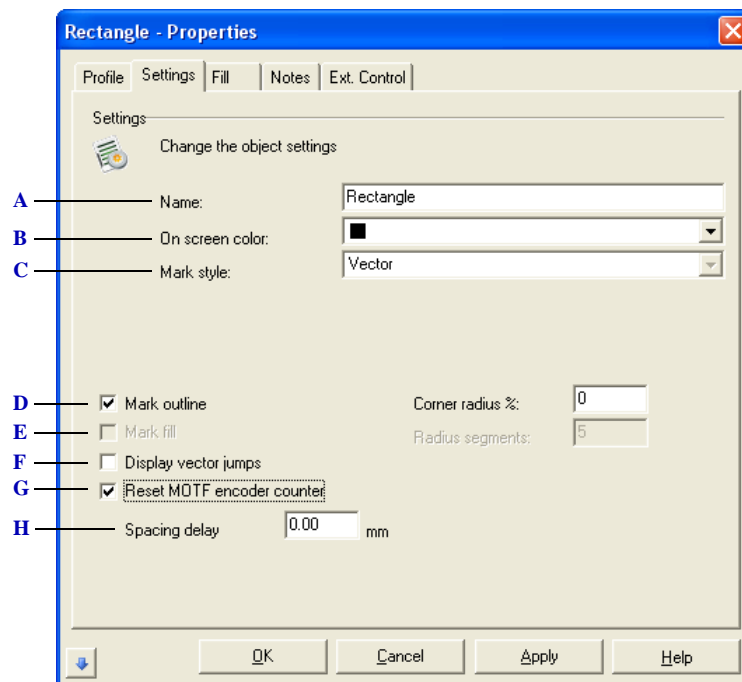 Rectangle - Properties
Profile Settings Fill Notes Ext. Control
Settings
Change the object settings
A Name: Rectangle
B On screen color:
C Mark style: Vector
D Mark outline Corner radius %: 0
E Mark fill Radius segments: 5
F Display vector jumps
G Reset MOTF encoder counter
H Spacing delay 0.00 mm
OK Cancel Apply Help